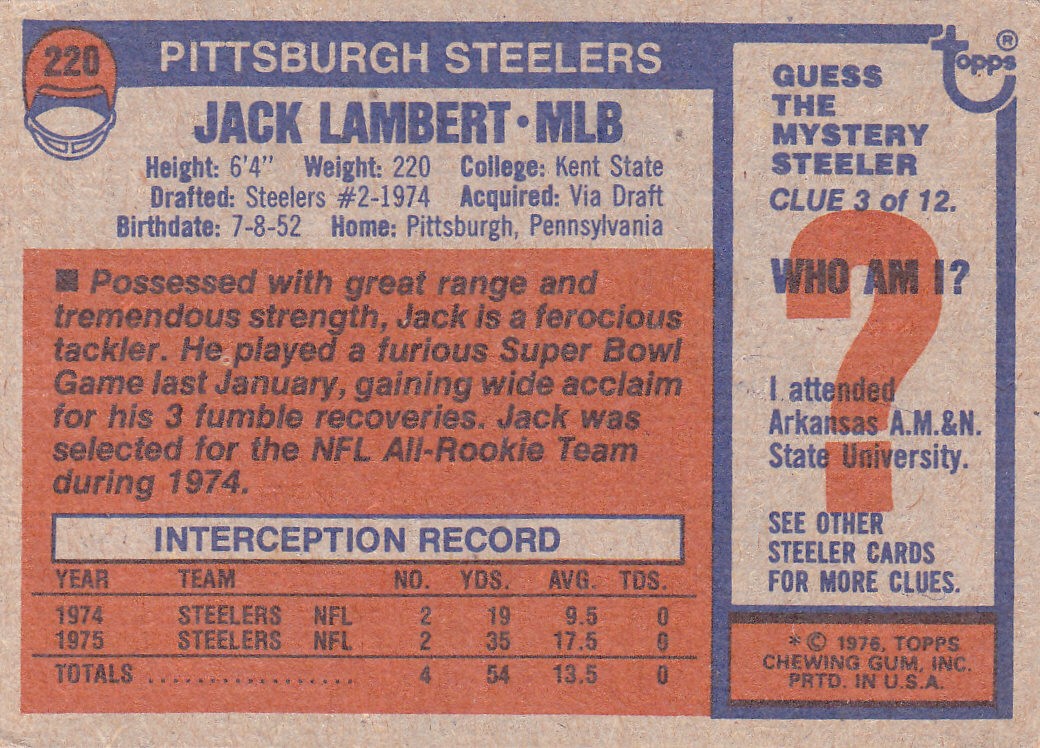 220
PITTSBURGH STEELERS
JACK LAMBERT • MLB
Height: 6'4" Weight: 220 College: Kent State
Drafted: Steelers #2-1974 Acquired: Via Draft
Birthdate: 7-8-52 Home: Pittsburgh, Pennsylvania
■ Possessed with great range and
tremendous strength, Jack is a ferocious
tackler. He played a furious Super Bowl
Game last January, gaining wide acclaim
for his 3 fumble recoveries. Jack was
selected for the NFL All-Rookie Team
during 1974.
INTERCEPTION RECORD
YEAR TEAM NO. YDS. AVG. TDS.
1974 STEELERS NFL 2 19 9.5 0
1975 STEELERS NFL 2 35 17.5 0
TOTALS .................... 4 54 13.5 0
topps ®
GUESS
THE
MYSTERY
STEELER
CLUE 3 of 12.
?
WHO AM I?
I attended
Arkansas A.M.&N.
State University.
SEE OTHER
STEELER CARDS
FOR MORE CLUES.
* © 1976, TOPPS
CHEWING GUM, INC.
PRTD. IN U.S.A.